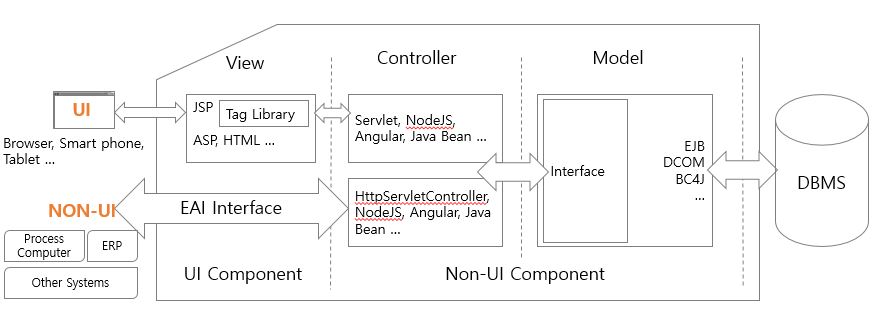 View
Controller
Model
UI
Browser, Smart phone,
Tablet ...
JSP
Tag Library
ASP, HTML ...
Servlet, NodeJS,
Angular, Java Bean ...
Interface
EJB
DCOM
BC4J
...
DBMS
NON-UI
EAI Interface
HttpServletController,
NodeJS, Angular, Java
Bean ...
Process
Computer
ERP
Other Systems
UI Component
Non-UI Component